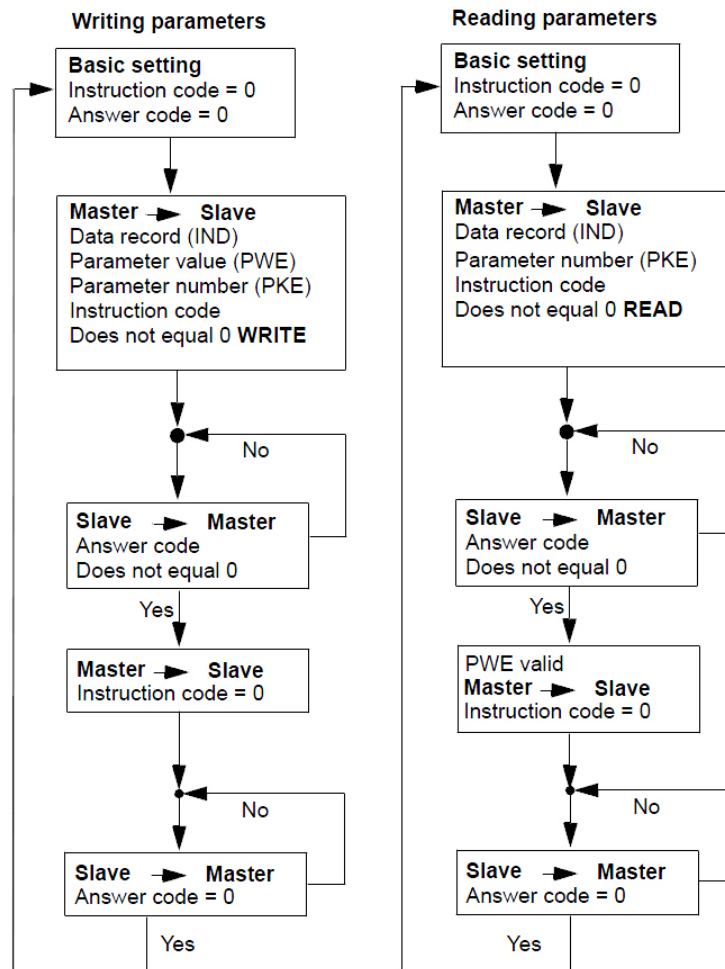 Writing parameters
Basic setting
Instruction code = 0
Answer code = 0
Master Slave
Data record (IND)
Parameter value (PWE)
Parameter number (PKE)
Instruction code
Does not equal 0 WRITE
No
Slave Master
Answer code
Does not equal 0
Yes
Master Slave
Instruction code = 0
No
Slave Master
Answer code = 0
Yes
Reading parameters
Basic setting
Instruction code = 0
Answer code = 0
Master Slave
Data record (IND)
Parameter number (PKE)
Instruction code
Does not equal 0 READ
No
Slave Master
Answer code
Does not equal 0
Yes
PWE valid
Master Slave
Instruction code = 0
No
Slave Master
Answer code = 0
Yes